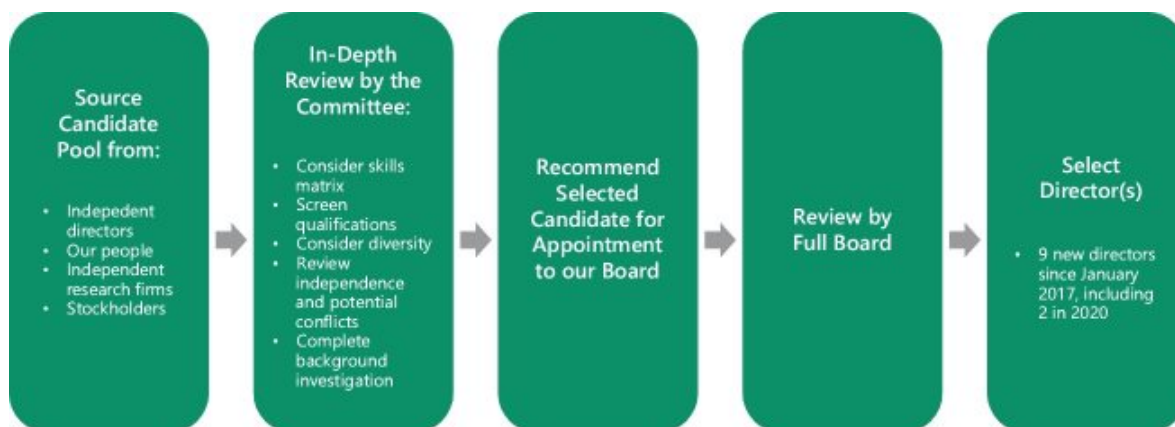 Source
Candidate
Pool from:
• Indepedent
directors
• Our people
• Independent
research firms
• Stockholders
In-Depth
Review by the
Committee:
• Consider skills
matrix
• Screen
qualifications
• Consider diversity
• Review
independence
and potential
conflicts
• Complete
background
investigation
Recommend
Selected
Candidate for
Appointment
to our Board
Review by
Full Board
Select
Director(s)
• 9 new directors
since January
2017, including
2 in 2020